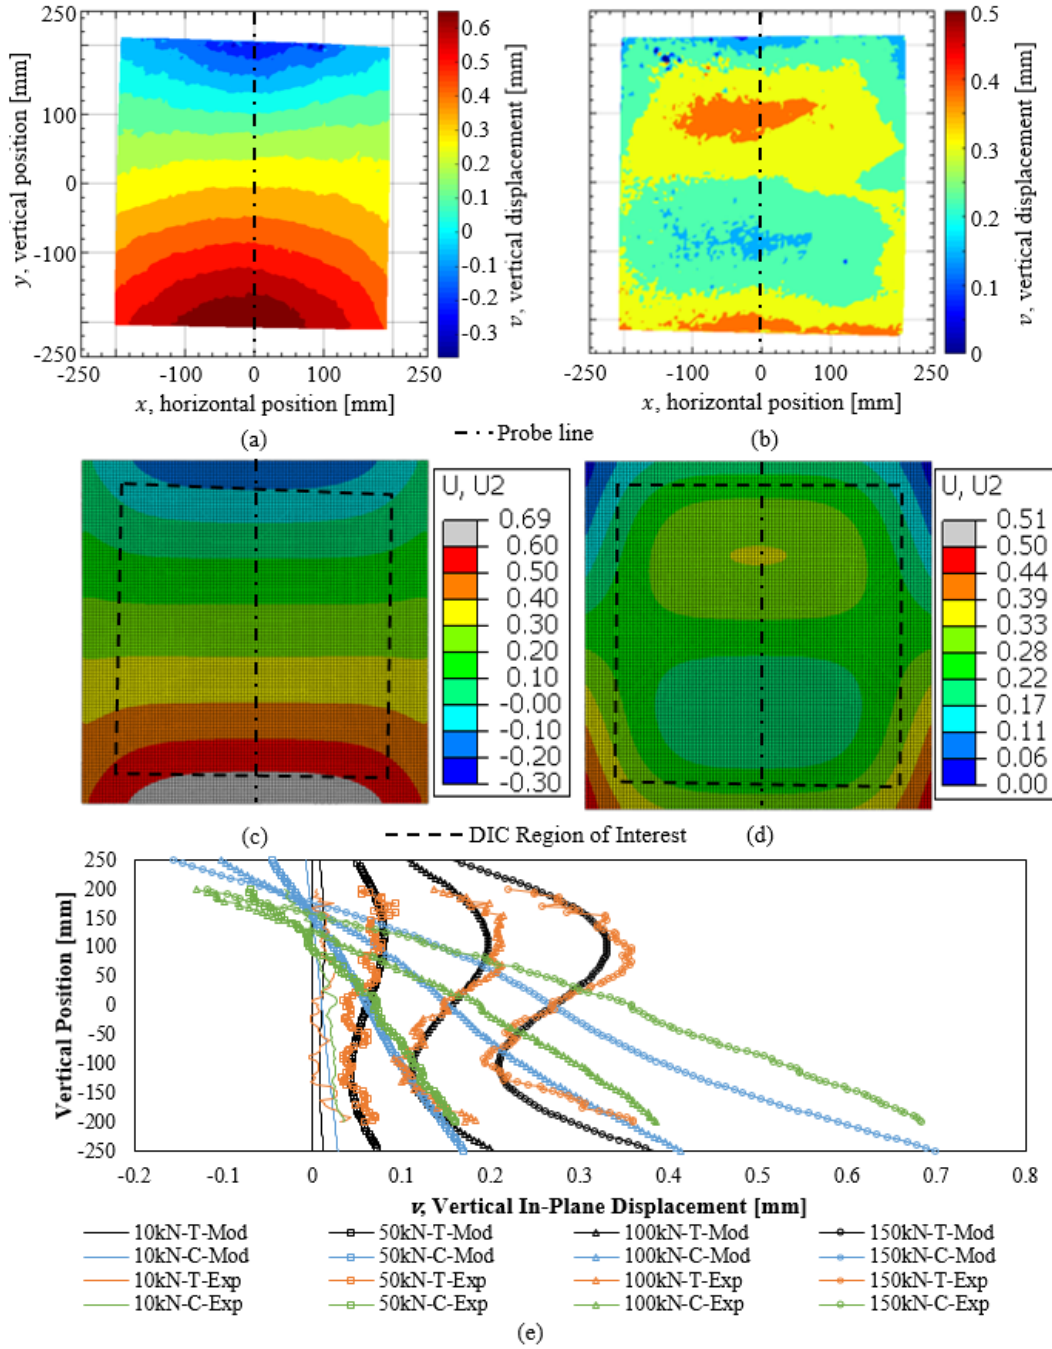 250
100
0
-100
-250
y, vertical position [mm]
-250
-100
0
100
250
x, horizontal position [mm]
0.6
0.5
0.4
0.3
0.2
0.1
0
-0.1
-0.2
-0.3
v, vertical displacement [mm]
(a)
-250
-100
0
100
250
x, horizontal position [mm]
0.5
0.4
0.3
0.2
0.1
0
v, vertical displacement [mm]
(b)
Probe line
U, U2
0.69
0.60
0.50
0.40
0.30
0.20
0.10
-0.00
-0.10
-0.20
-0.30
(c)
U, U2
0.51
0.50
0.44
0.39
0.33
0.28
0.22
0.17
0.11
0.06
0.00
(d)
DIC Region of Interest
Vertical Position [mm]
250
200
150
100
50
0
-50
-100
-150
-200
-250
-0.2
-0.1
0
0.1
0.2
0.3
0.4
0.5
0.6
0.7
0.8
v, Vertical In-Plane Displacement [mm]
10kN-T-Mod
50kN-T-Mod
100kN-T-Mod
150kN-T-Mod
10kN-C-Mod
50kN-C-Mod
100kN-C-Mod
150kN-C-Mod
10kN-T-Exp
50kN-T-Exp
100kN-T-Exp
150kN-T-Exp
10kN-C-Exp
50kN-C-Exp
100kN-C-Exp
150kN-C-Exp
(e)